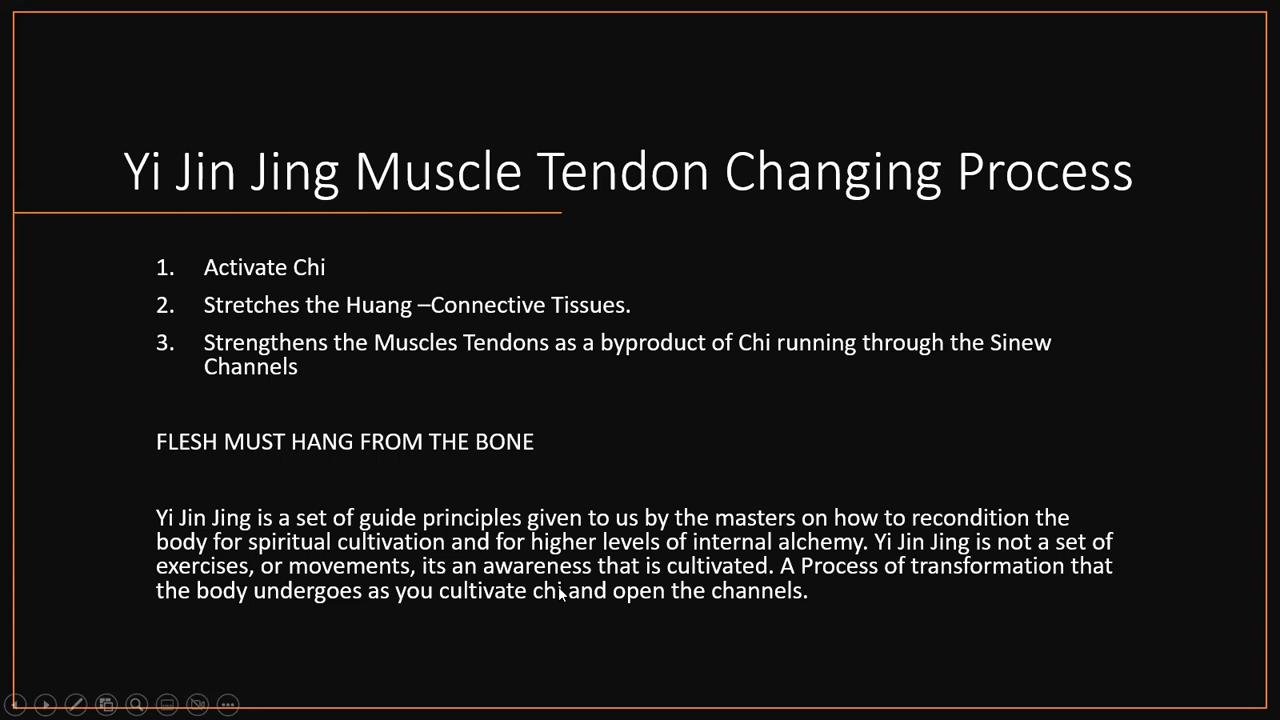 Yi Jin Jing Muscle Tendon Changing Process
1. Activate Chi
2. Stretches the Huang –Connective Tissues.
3. Strengthens the Muscles Tendons as a byproduct of Chi running through the Sinew
Channels
FLESH MUST HANG FROM THE BONE
Yi Jin Jing is a set of guide principles given to us by the masters on how to recondition the
body for spiritual cultivation and for higher levels of internal alchemy. Yi Jin Jing is not a set of
exercises, or movements, its an awareness that is cultivated. A Process of transformation that
the body undergoes as you cultivate chi and open the channels.